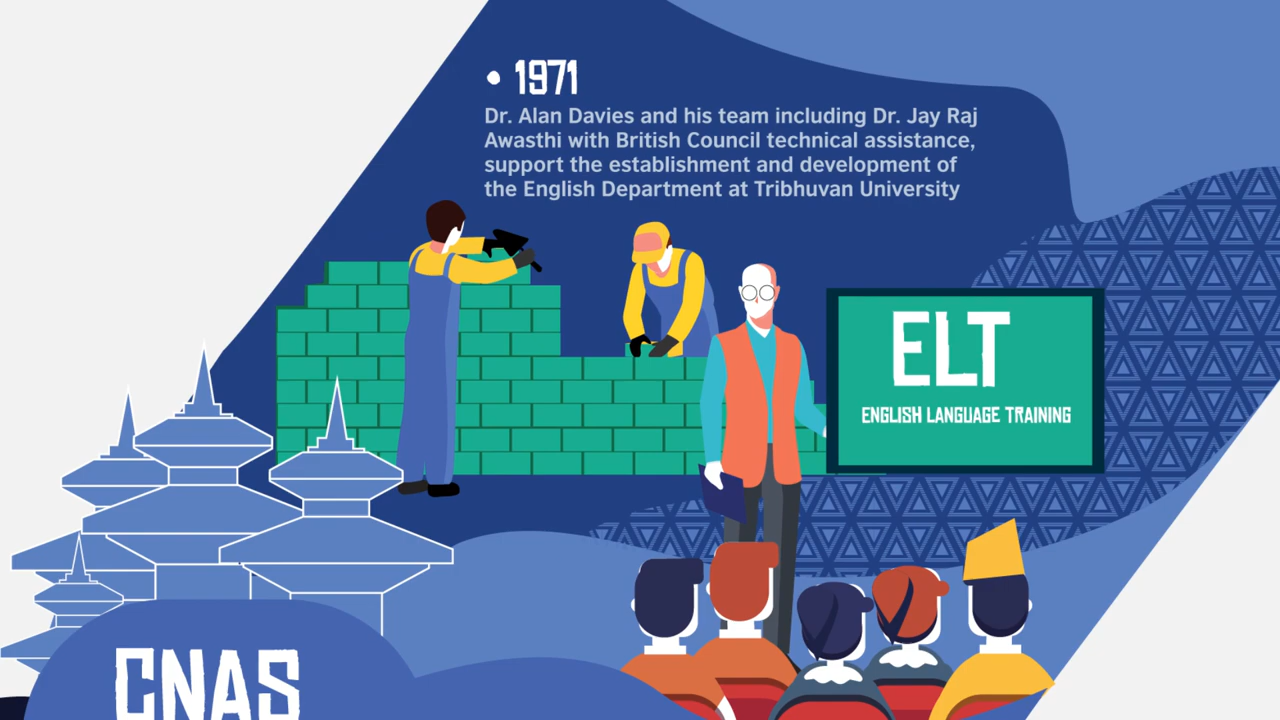 • 1971
Dr. Alan Davies and his team including Dr. Jay Raj
Awasthi with British Council technical assistance,
support the establishment and development of
the English Department at Tribhuvan University
ELT
ENGLISH LANGUAGE TRAINING
CNAS